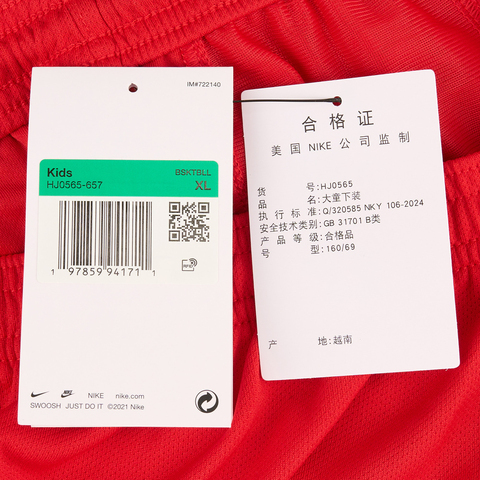 IM#722140
Kids BSKTBLL
HJ0565-657 XL
1 97859 94171 1
RFID
NIKE nike.com
SWOOSH JUST DO IT ©2021 Nike
合格证
美国 NIKE 公司监制
货号:HJ0565
品名:大童下装
执行标准:Q/320585 NKY 106-2024
安全技术类别:GB 31701 B类
产品等级:合格品
号型:160/69
产地:越南